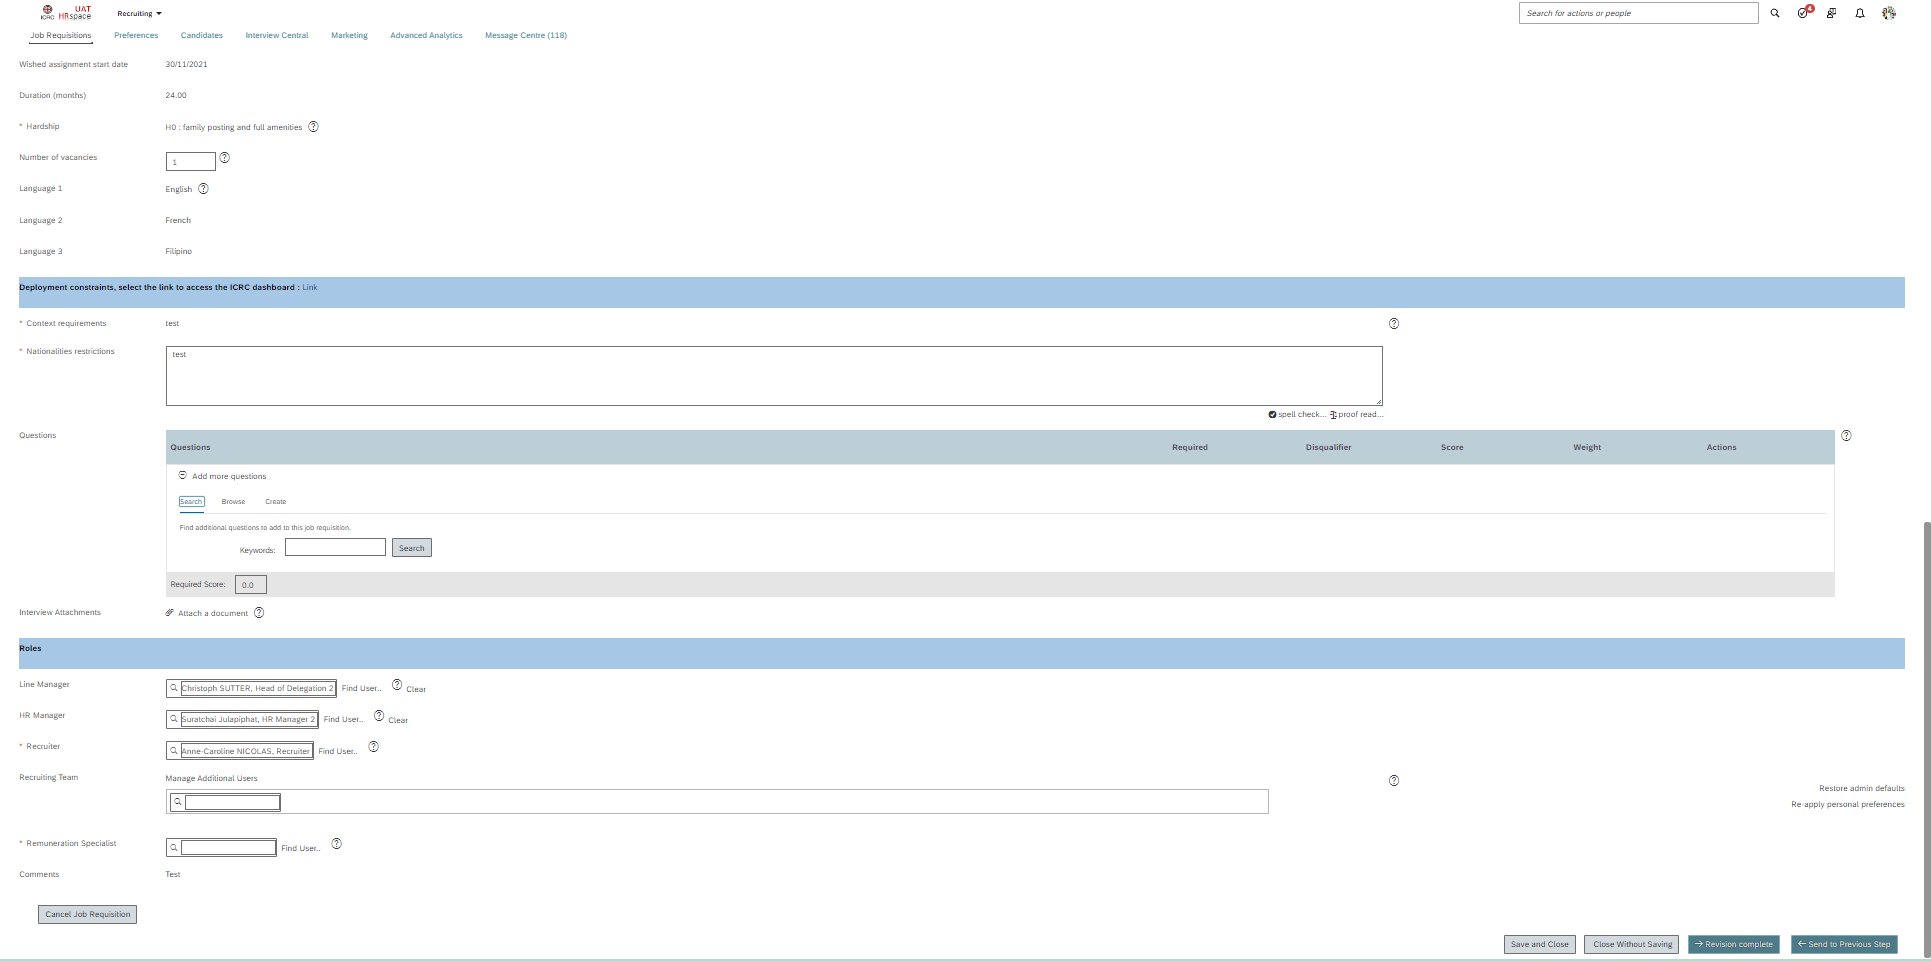 UAT
ICRC HRspace
Recruiting
Search for actions or people
4
Job Requisitions Preferences Candidates Interview Central Marketing Advanced Analytics Message Centre (118)
Wished assignment start date 30/11/2021
Duration (months) 24.00
* Hardship H0 : family posting and full amenities ?
Number of vacancies 1 ?
Language 1 English ?
Language 2 French
Language 3 Filipino
Deployment constraints, select the link to access the ICRC dashboard : Link
* Context requirements test ?
* Nationalities restrictions test
spell check... proof read...
Questions ?
Questions Required Disqualifier Score Weight Actions
Add more questions
Search Browse Create
Find additional questions to add to this job requisition.
Keywords: Search
Required Score: 0.0
Interview Attachments Attach a document ?
Roles
Line Manager Christoph SUTTER, Head of Delegation 2 Find User.. ? Clear
HR Manager Suratchai Julapiphat, HR Manager 2 Find User.. ? Clear
* Recruiter Anne-Caroline NICOLAS, Recruiter Find User.. ?
Recruiting Team Manage Additional Users ?
Restore admin defaults
Re-apply personal preferences
* Remuneration Specialist Find User.. ?
Comments Test
Cancel Job Requisition
Save and Close Close Without Saving → Revision complete ← Send to Previous Step